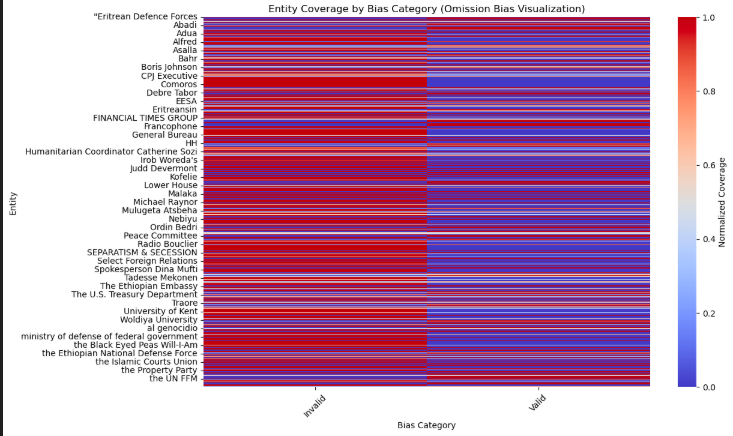 Entity Coverage by Bias Category (Omission Bias Visualization)
"Eritrean Defence Forces
Abadi
Adua
Alfred
Asalla
Bahr
Boris Johnson
CPJ Executive
Comoros
Debre Tabor
EESA
Eritreansin
FINANCIAL TIMES GROUP
Francophone
General Bureau
HH
Humanitarian Coordinator Catherine Sozi
Irob Woreda's
Judd Devermont
Kofelie
Lower House
Malaka
Michael Raynor
Mulugeta Atsbeha
Nebiyu
Ordin Bedri
Peace Committee
Radio Bouclier
SEPARATISM & SECESSION
Select Foreign Relations
Spokesperson Dina Mufti
Tadesse Mekonen
The Ethiopian Embassy
The U.S. Treasury Department
Traore
University of Kent
Woldiya University
al genocidio
ministry of defense of federal government
the Black Eyed Peas Will-I-Am
the Ethiopian National Defense Force
the Islamic Courts Union
the Property Party
the UN FFM
Entity
Invalid
Valid
Bias Category
1.0
0.8
0.6
0.4
0.2
0.0
Normalized Coverage